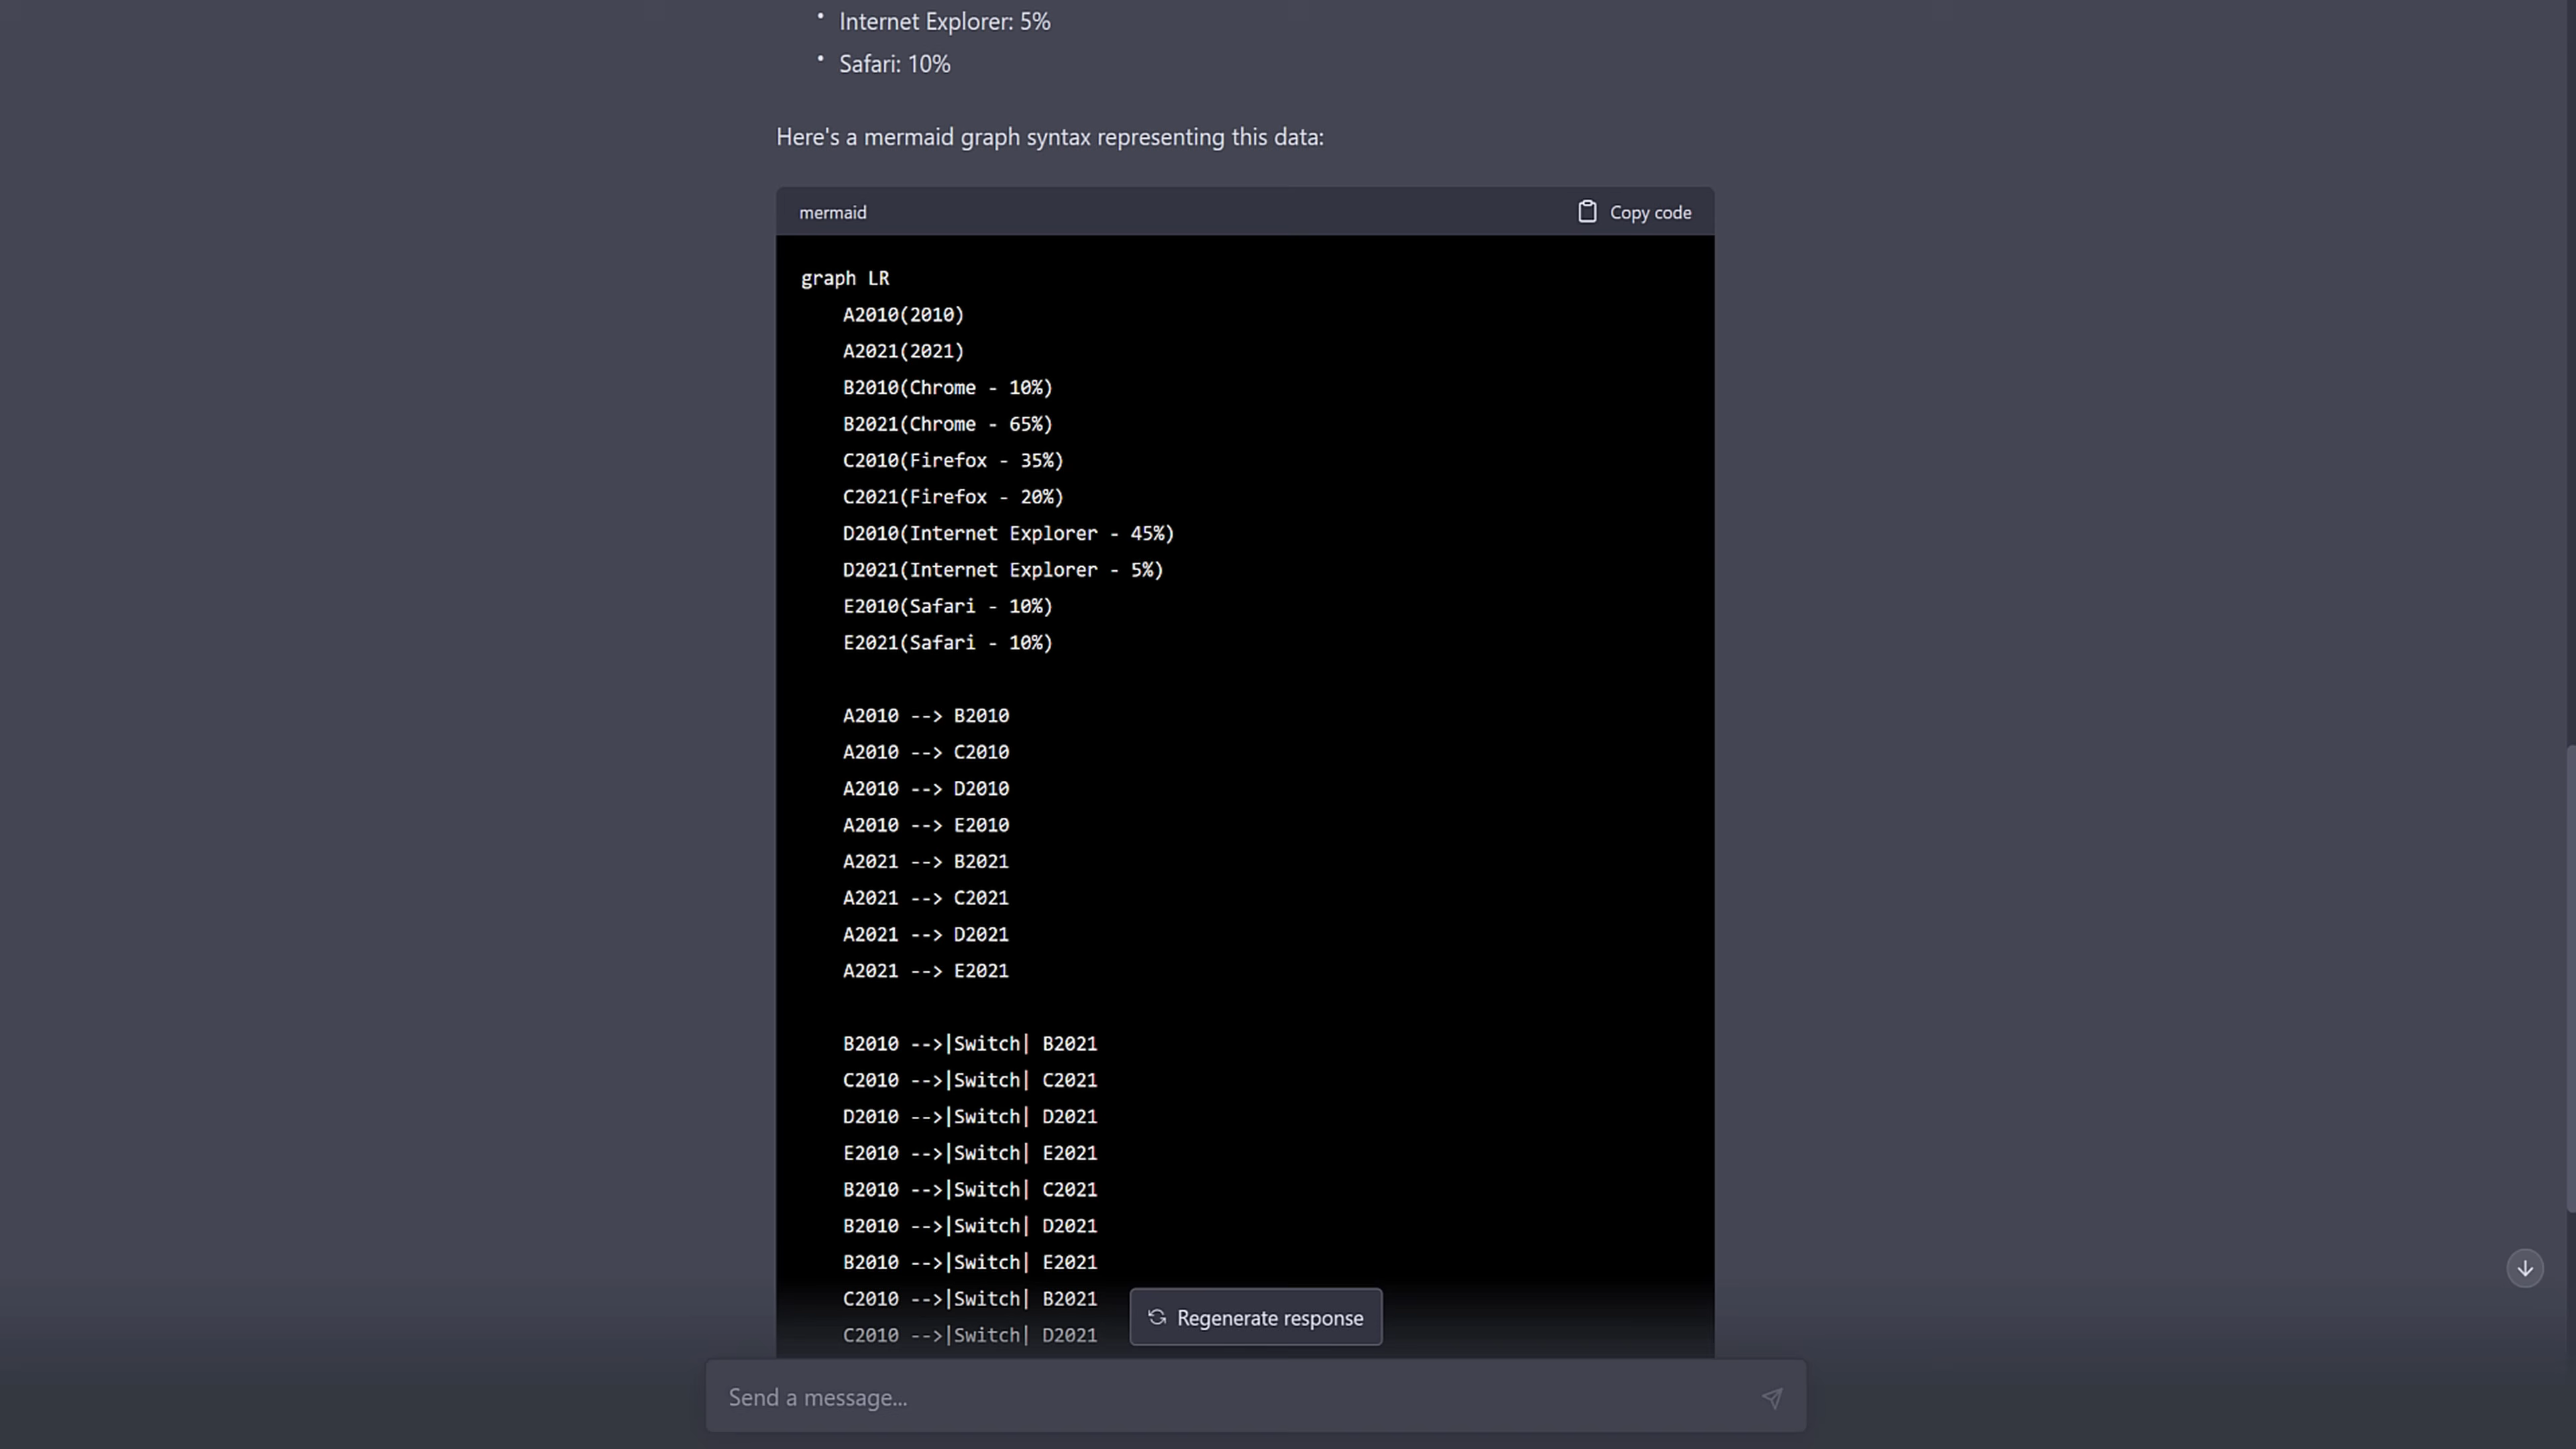 • Internet Explorer: 5%
• Safari: 10%
Here's a mermaid graph syntax representing this data:
mermaid Copy code
graph LR
    A2010(2010)
    A2021(2021)
    B2010(Chrome - 10%)
    B2021(Chrome - 65%)
    C2010(Firefox - 35%)
    C2021(Firefox - 20%)
    D2010(Internet Explorer - 45%)
    D2021(Internet Explorer - 5%)
    E2010(Safari - 10%)
    E2021(Safari - 10%)

    A2010 --> B2010
    A2010 --> C2010
    A2010 --> D2010
    A2010 --> E2010
    A2021 --> B2021
    A2021 --> C2021
    A2021 --> D2021
    A2021 --> E2021

    B2010 -->|Switch| B2021
    C2010 -->|Switch| C2021
    D2010 -->|Switch| D2021
    E2010 -->|Switch| E2021
    B2010 -->|Switch| C2021
    B2010 -->|Switch| D2021
    B2010 -->|Switch| E2021
    C2010 -->|Switch| B2021
    C2010 -->|Switch| D2021
Regenerate response
Send a message...